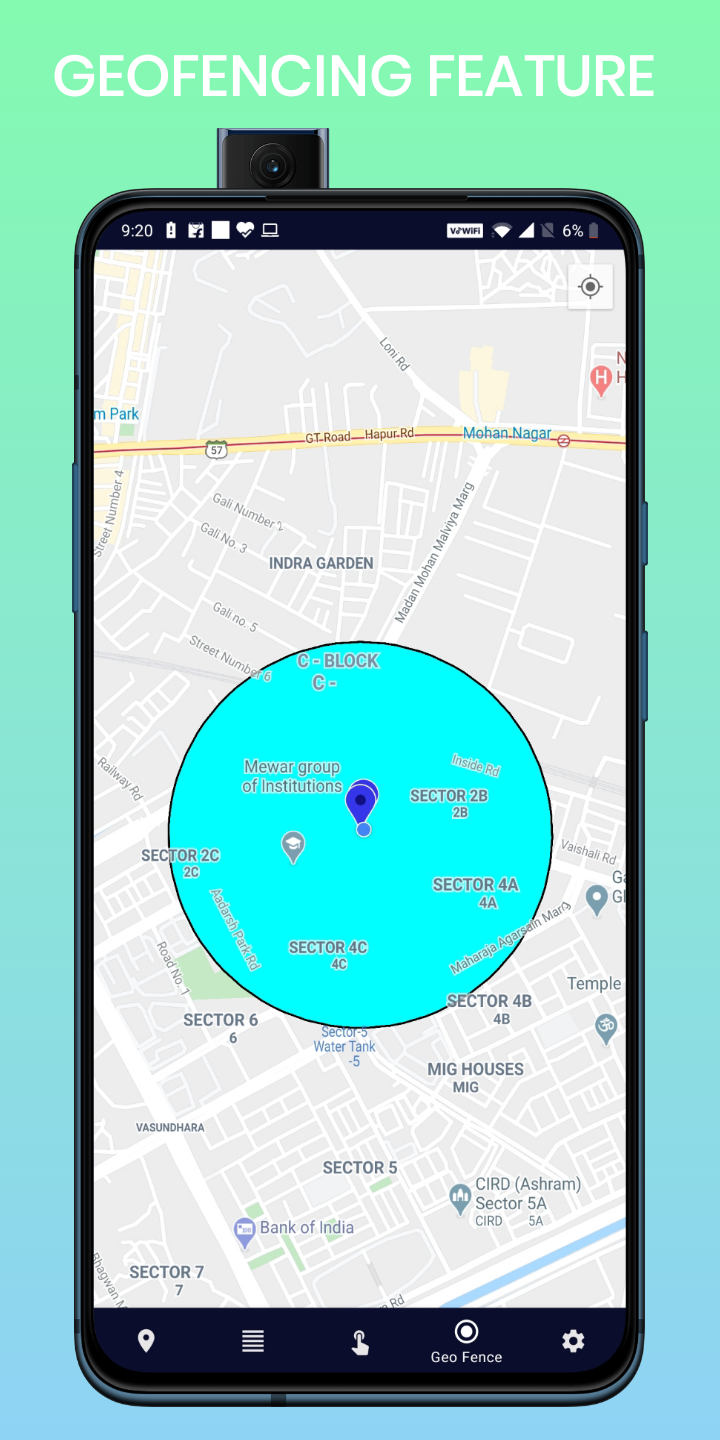 GEOFENCING FEATURE
9:20
VoWiFi
6%
Loni Rd
N
H
m Park
GT Road
Hapur Rd
Mohan Nagar
57
Street Number 4
Gali Number 2
Gali No. 3
Madan Mohan Malviya Marg
INDRA GARDEN
Gali no. 5
Street Number 6
C - BLOCK
C -
Railway Rd
Mewar group
of Institutions
Inside Rd
SECTOR 2B
2B
SECTOR 2C
2C
Vaishali Rd
Ga
Gl
SECTOR 4A
4A
Aadarsh Park Rd
Maharaja Agarsain Marg
SECTOR 4C
4C
Road No. 1
Temple
SECTOR 4B
4B
SECTOR 6
6
Sector-5
Water Tank
-5
MIG HOUSES
MIG
VASUNDHARA
SECTOR 5
CIRD (Ashram)
Sector 5A
CIRD 5A
Bank of India
SECTOR 7
7
Bhagwan M
Rd
Geo Fence